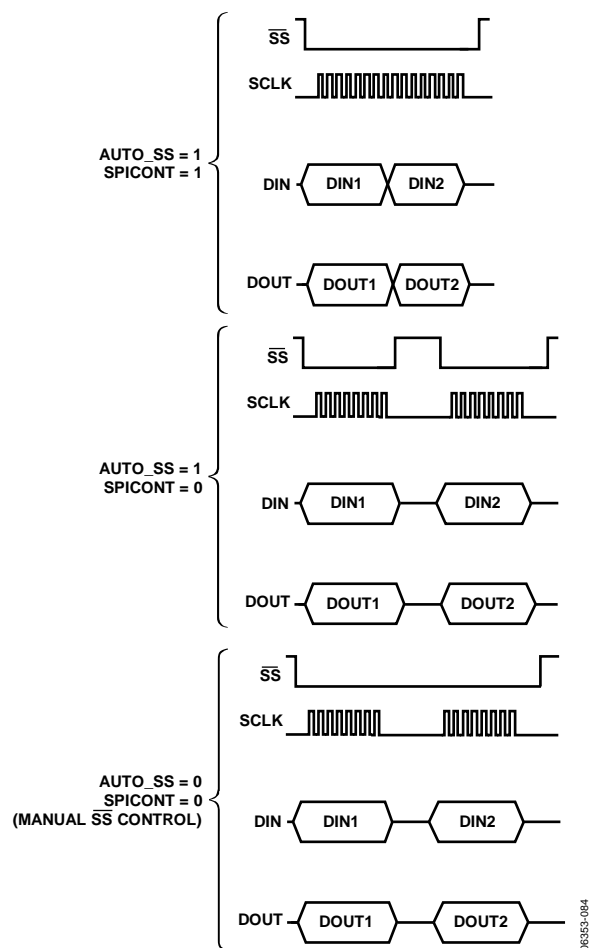 SS
SCLK
AUTO_SS = 1
SPICONT = 1
DIN DIN1 DIN2
DOUT DOUT1 DOUT2
SS
SCLK
AUTO_SS = 1
SPICONT = 0
DIN DIN1 DIN2
DOUT DOUT1 DOUT2
SS
SCLK
AUTO_SS = 0
SPICONT = 0
(MANUAL SS CONTROL)
DIN DIN1 DIN2
DOUT DOUT1 DOUT2
06353-084